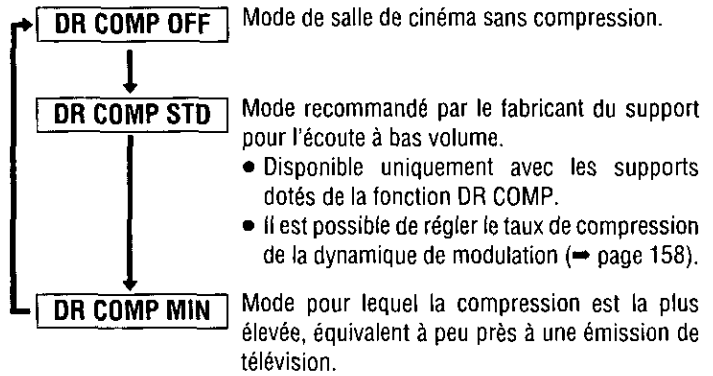 DR COMP OFF Mode de salle de cinéma sans compression.
DR COMP STD Mode recommandé par le fabricant du support
pour l'écoute à bas volume.
● Disponible uniquement avec les supports
dotés de la fonction DR COMP.
● Il est possible de régler le taux de compression
de la dynamique de modulation (➡ page 158).
DR COMP MIN Mode pour lequel la compression est la plus
élevée, équivalent à peu près à une émission de
télévision.